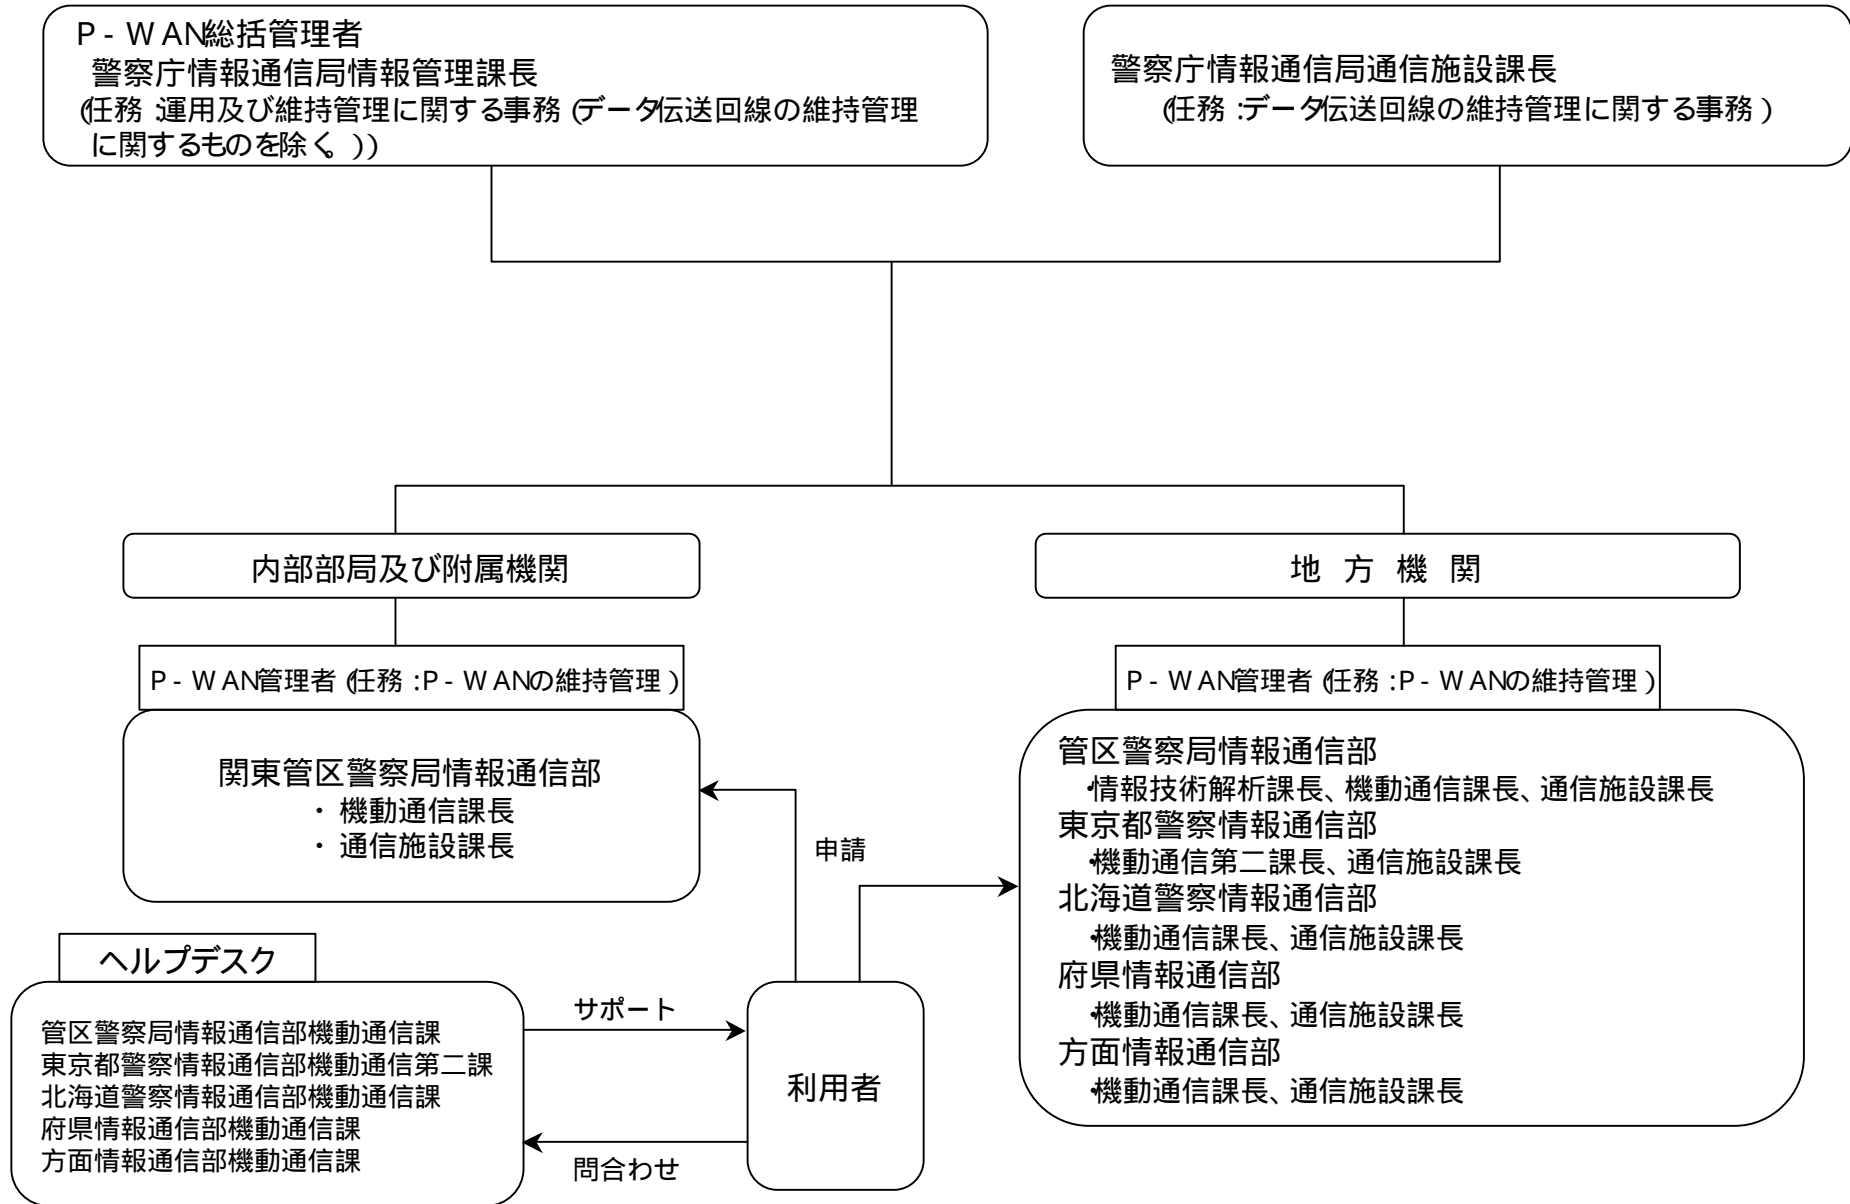 P-WAN総括管理者
警察庁情報通信局情報管理課長
(任務:運用及び維持管理に関する事務(データ伝送回線の維持管理
に関するものを除く。))
警察庁情報通信局通信施設課長
(任務:データ伝送回線の維持管理に関する事務)
内部部局及び附属機関
地 方 機 関
P-WAN管理者(任務:P-WANの維持管理)
P-WAN管理者(任務:P-WANの維持管理)
関東管区警察局情報通信部
・ 機動通信課長
・ 通信施設課長
管区警察局情報通信部
・情報技術解析課長、機動通信課長、通信施設課長
東京都警察情報通信部
・機動通信第二課長、通信施設課長
北海道警察情報通信部
・機動通信課長、通信施設課長
府県情報通信部
・機動通信課長、通信施設課長
方面情報通信部
・機動通信課長、通信施設課長
申請
ヘルプデスク
管区警察局情報通信部機動通信課
東京都警察情報通信部機動通信第二課
北海道警察情報通信部機動通信課
府県情報通信部機動通信課
方面情報通信部機動通信課
サポート
利用者
問合わせ